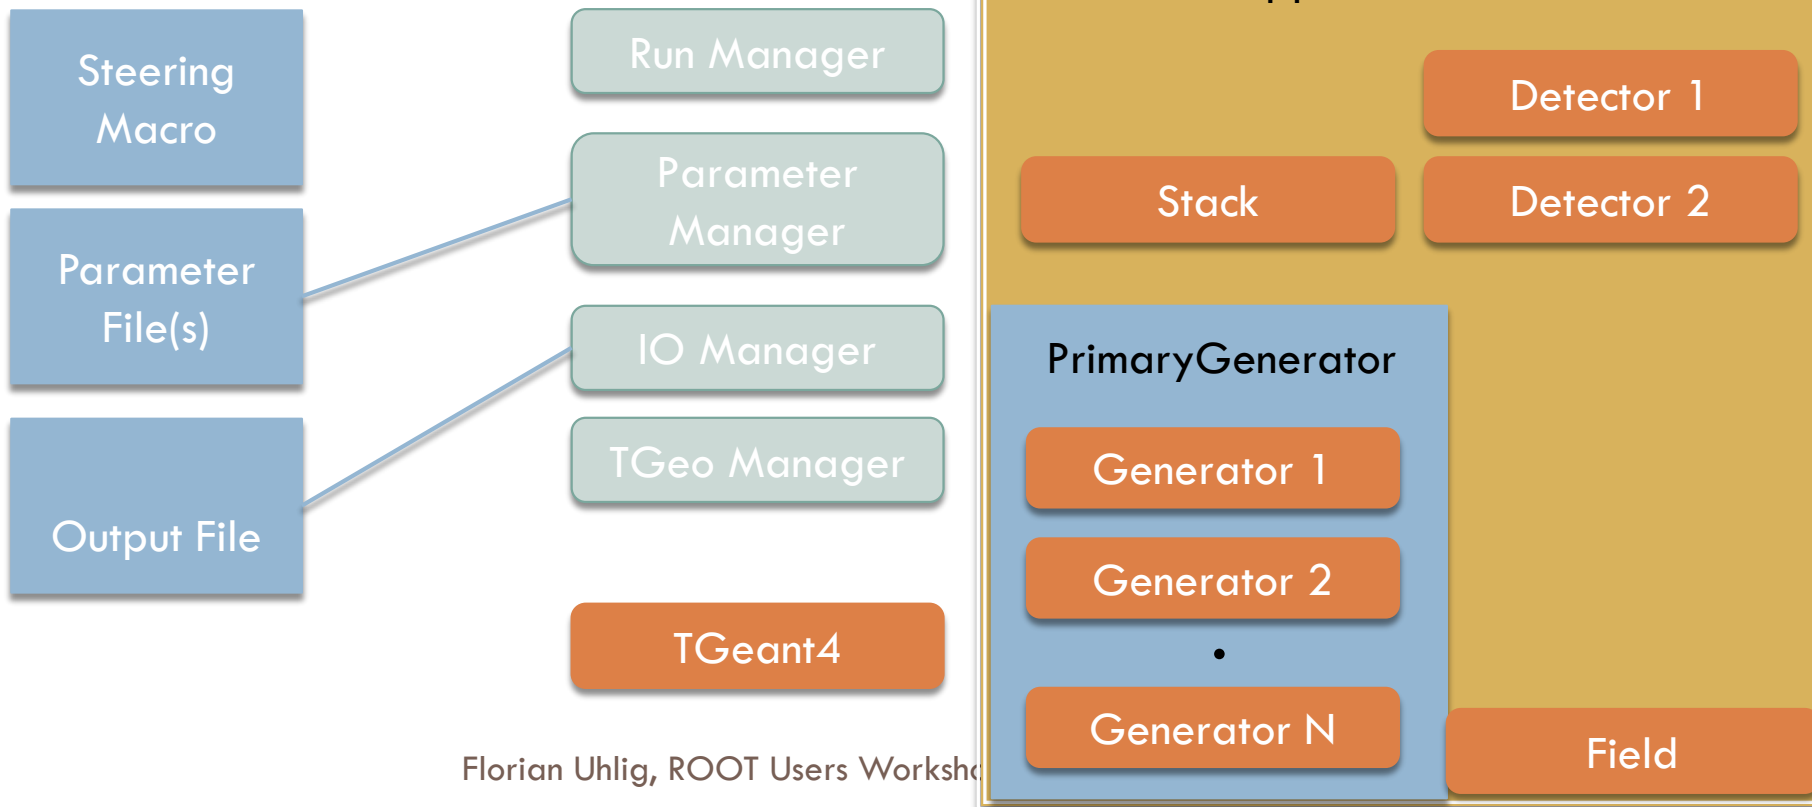 Steering
Macro
Parameter
File(s)
Output File
Run Manager
Parameter
Manager
IO Manager
TGeo Manager
TGeant4
Detector 1
Stack
Detector 2
PrimaryGenerator
Generator 1
Generator 2
.
Generator N
Field
Florian Uhlig, ROOT Users